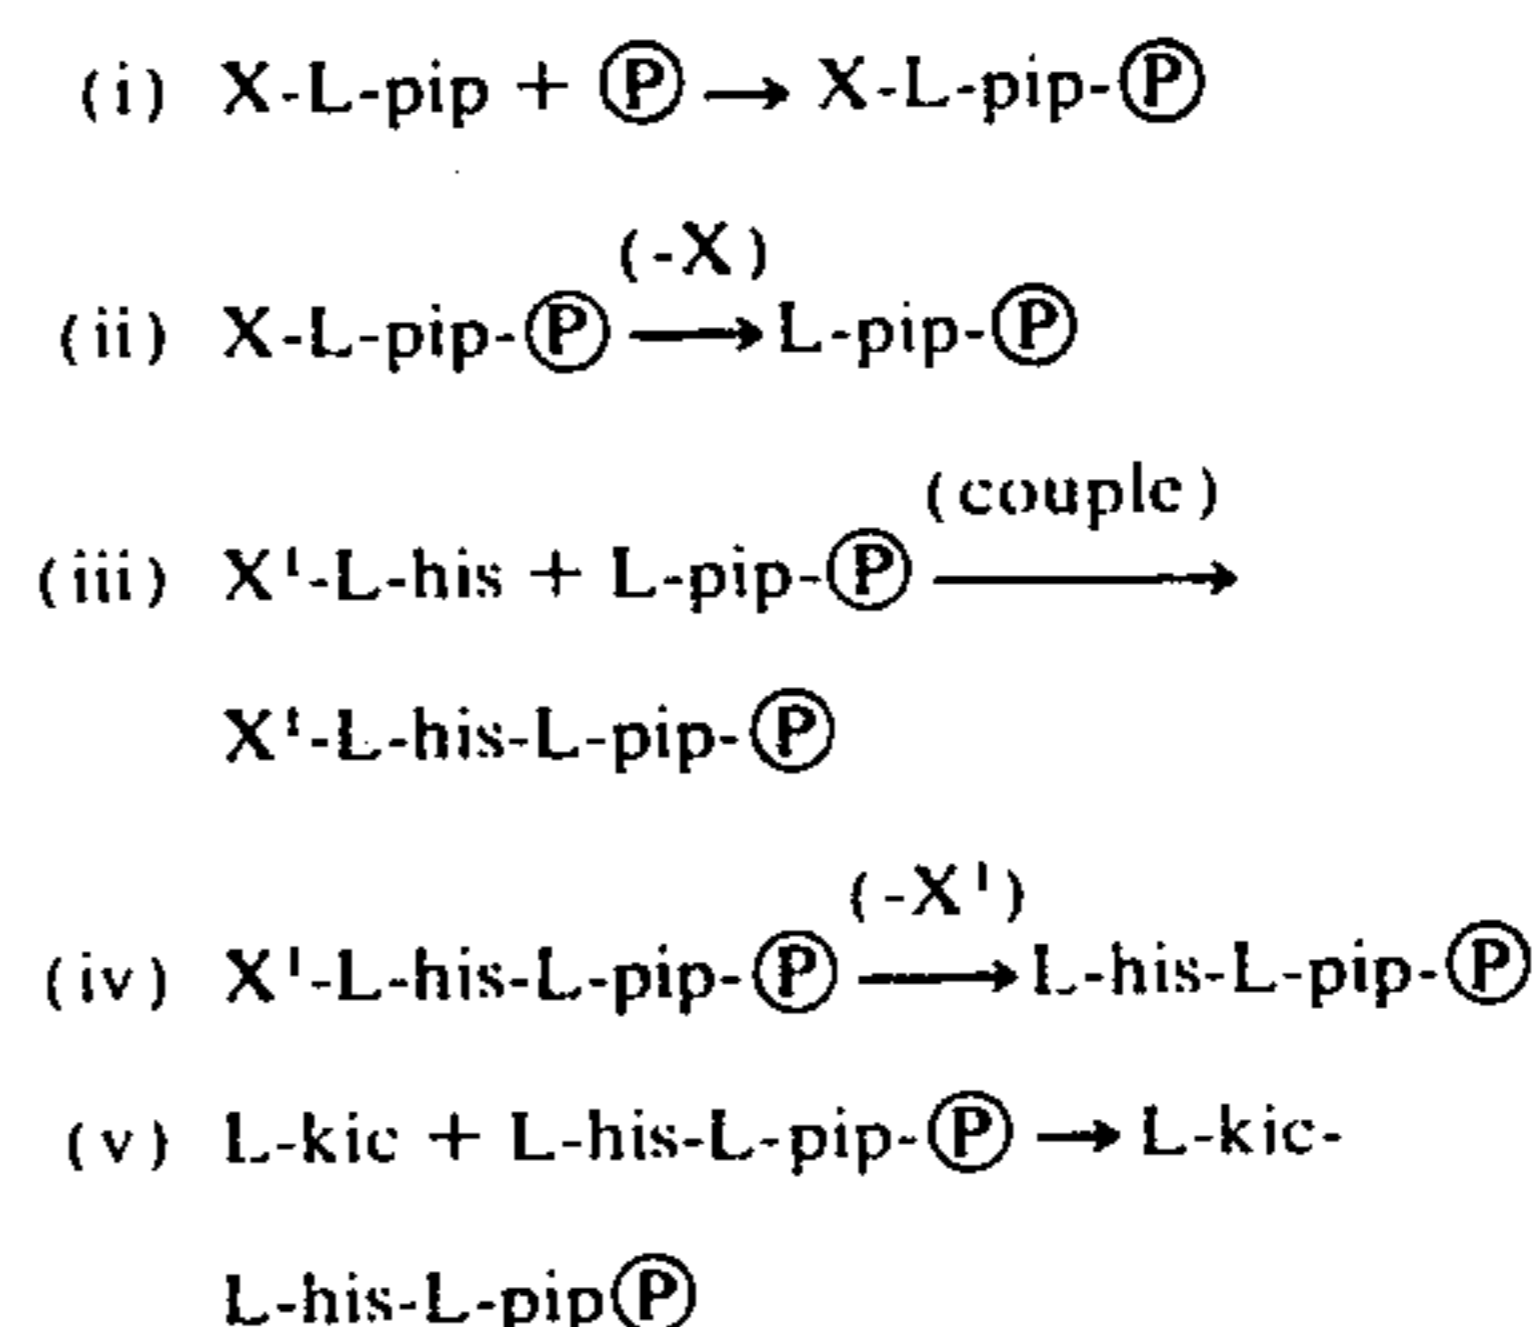 (i) X-L-pip + Ⓟ → X-L-pip-Ⓟ
(-X)
(ii) X-L-pip-Ⓟ → L-pip-Ⓟ
(couple)
(iii) X¹-L-his + L-pip-Ⓟ →
X¹-L-his-L-pip-Ⓟ
(-X¹)
(iv) X¹-L-his-L-pip-Ⓟ → L-his-L-pip-Ⓟ
(v) L-kic + L-his-L-pip-Ⓟ → L-kic-
L-his-L-pipⓅ